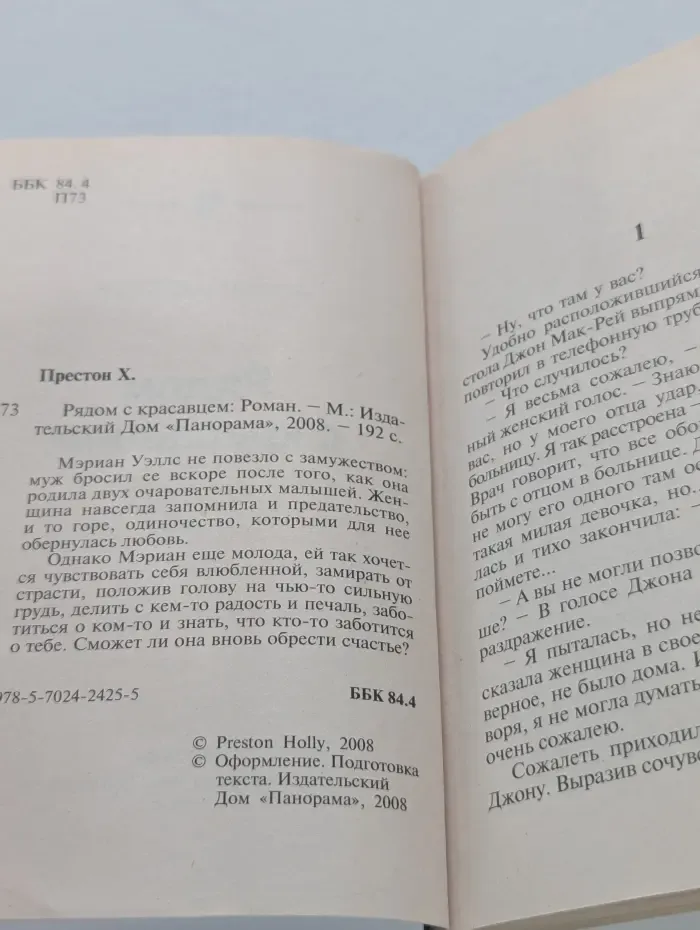 ББК 84.4
П73
Престон Х.
73 Рядом с красавцем: Роман. – М.: Изда-
тельский Дом «Панорама», 2008. – 192 с.
Мэриан Уэллс не повезло с замужеством:
муж бросил ее вскоре после того, как она
родила двух очаровательных малышей. Жен-
щина навсегда запомнила и предательство,
и то горе, одиночество, которыми для нее
обернулась любовь.
Однако Мэриан еще молода, ей так хочет-
ся чувствовать себя влюбленной, замирать от
страсти, положив голову на чью-то сильную
грудь, делить с кем-то радость и печаль, забо-
титься о ком-то и знать, что кто-то заботится
о тебе. Сможет ли она вновь обрести счастье?
978-5-7024-2425-5 ББК 84.4
© Preston Holly, 2008
© Оформление. Подготовка
текста. Издательский
Дом «Панорама», 2008
1
– Ну, что там у вас?
Удобно расположившийся
стола Джон Мак-Рей выпрям
повторил в телефонную труб
– Что случилось?
– Я весьма сожалею, –
ный женский голос. – Знаю
вас, но у моего отца удар,
больницу. Я так расстроена –
Врач говорит, что все обо
быть с отцом в больнице. Д
не могу его одного там ос
такая милая девочка, но..
лась и тихо закончила: –
поймете...
– А вы не могли позво
ше? – В голосе Джона
раздражение.
– Я пыталась, но не
сказала женщина в свое
верное, не было дома. И
воря, я не могла думать
очень сожалею.
Сожалеть приходил
Джону. Выразив сочувс